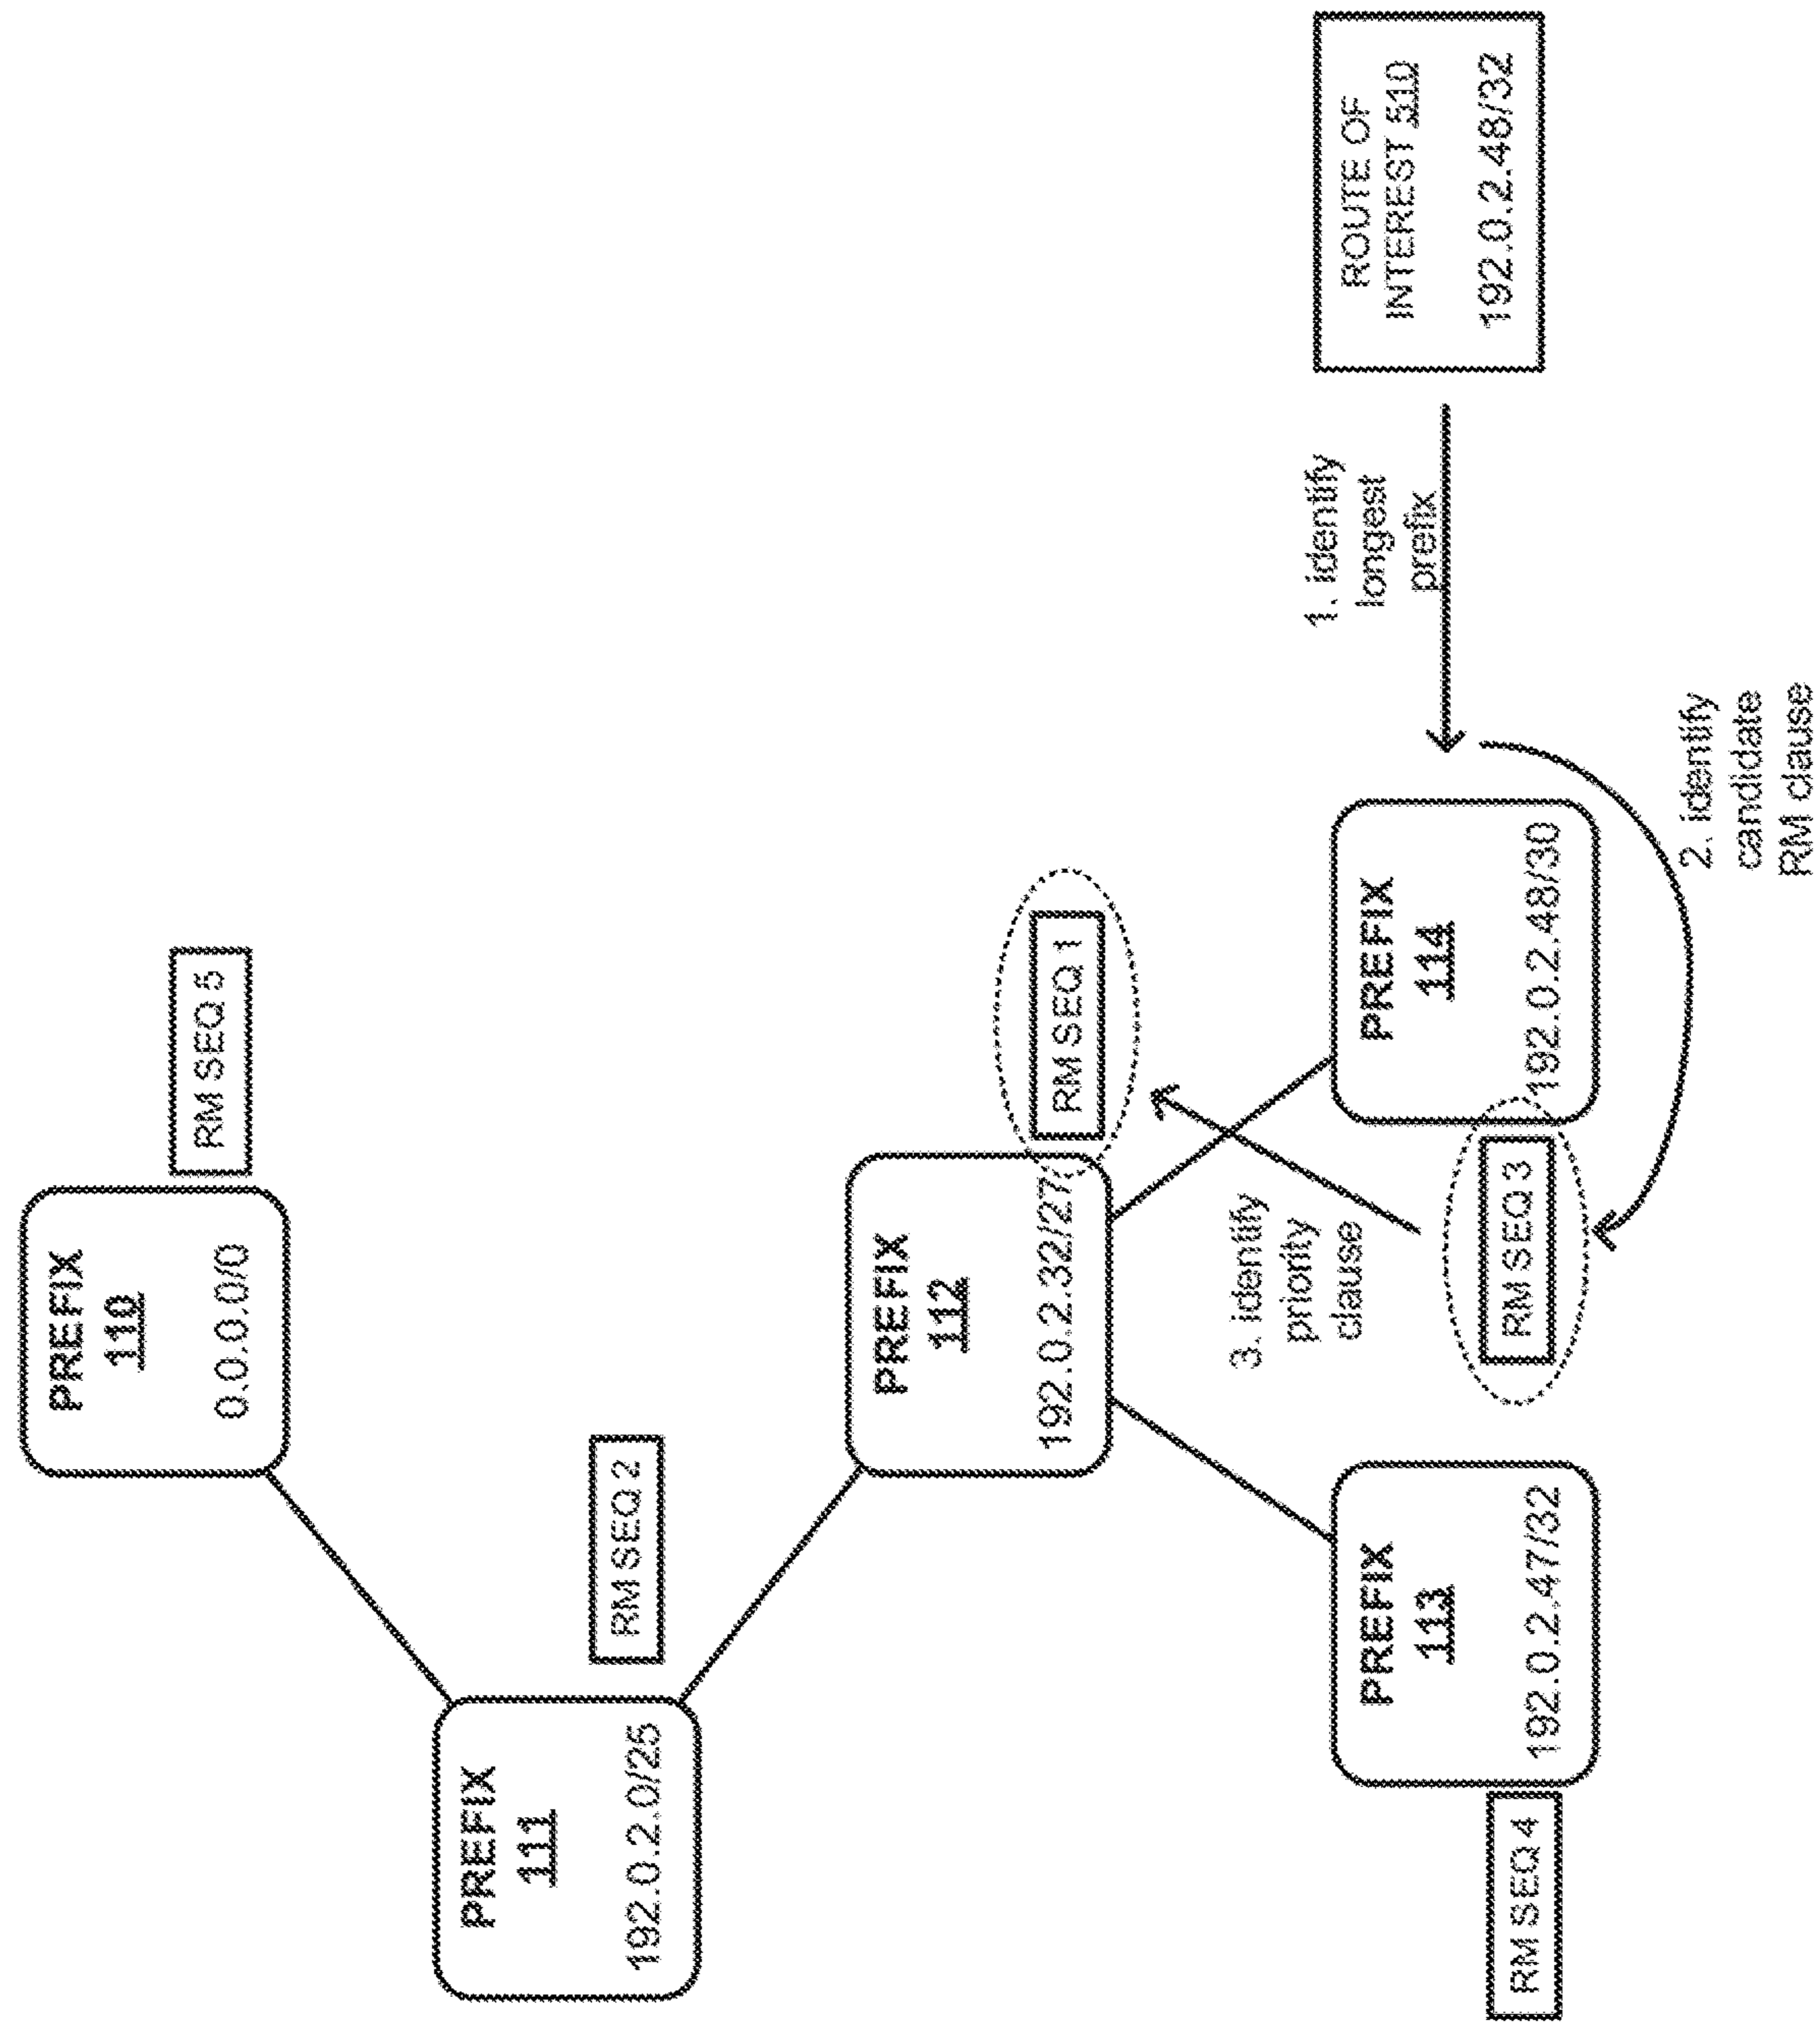 PREFIX
110
0.0.0.0/0
RM SEQ 5
PREFIX
111
192.0.2.0/25
RM SEQ 2
PREFIX
112
192.0.2.32/27
RM SEQ 1
3. identify
priority
clause
PREFIX
113
192.0.2.47/32
RM SEQ 4
PREFIX
114
192.0.2.48/30
RM SEQ 3
1. identify
longest
prefix
2. identify
candidate
RM clause
ROUTE OF
INTEREST 510
192.0.2.48/32